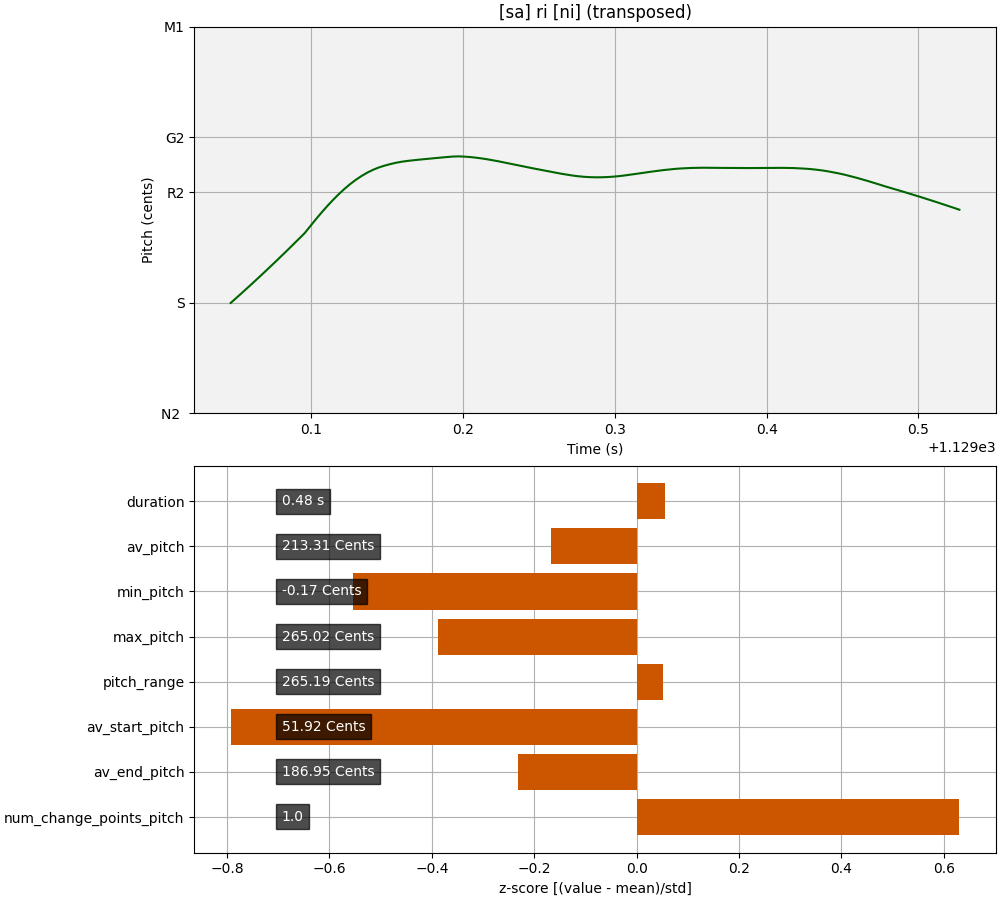 [sa] ri [ni] (transposed)
M1
G2
R2
S
N2
Pitch (cents)
0.1 0.2 0.3 0.4 0.5
Time (s)
+1.129e3
duration 0.48 s
av_pitch 213.31 Cents
min_pitch -0.17 Cents
max_pitch 265.02 Cents
pitch_range 265.19 Cents
av_start_pitch 51.92 Cents
av_end_pitch 186.95 Cents
num_change_points_pitch 1.0
−0.8 −0.6 −0.4 −0.2 0.0 0.2 0.4 0.6
z-score [(value - mean)/std]